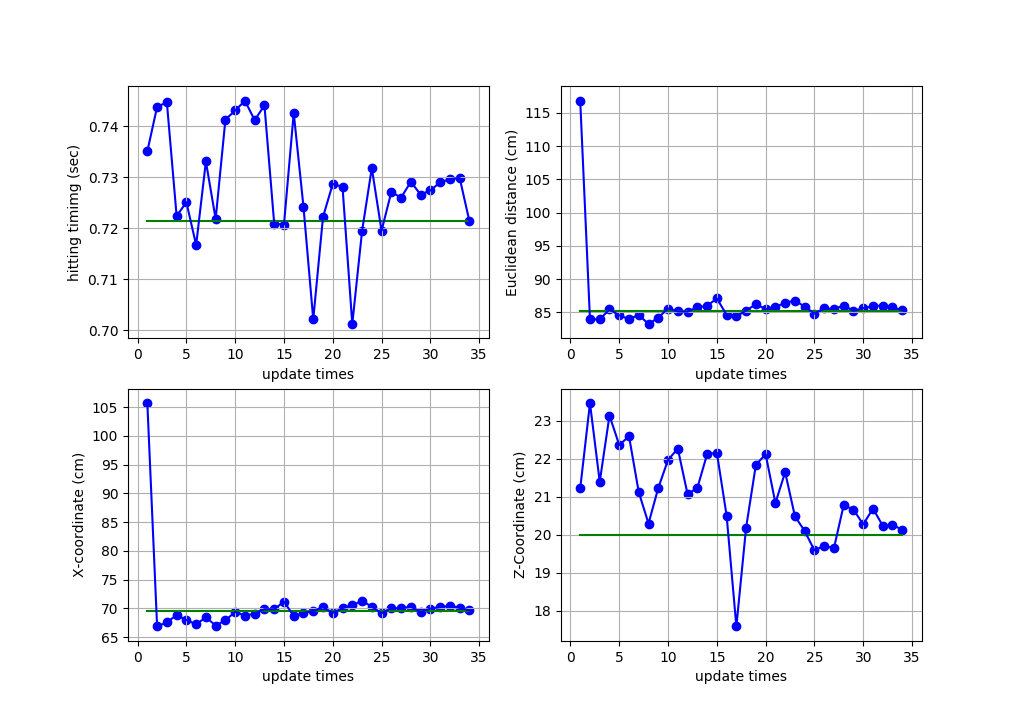 0.74
0.73
0.72
0.71
0.70
hitting timimg (sec)
0 5 10 15 20 25 30 35
update times
115
110
105
100
95
90
85
Euclidean distance (cm)
0 5 10 15 20 25 30 35
update times
105
100
95
90
85
80
75
70
65
X-coordinate (cm)
0 5 10 15 20 25 30 35
update times
23
22
21
20
19
18
Z-Coordinate (cm)
0 5 10 15 20 25 30 35
update times